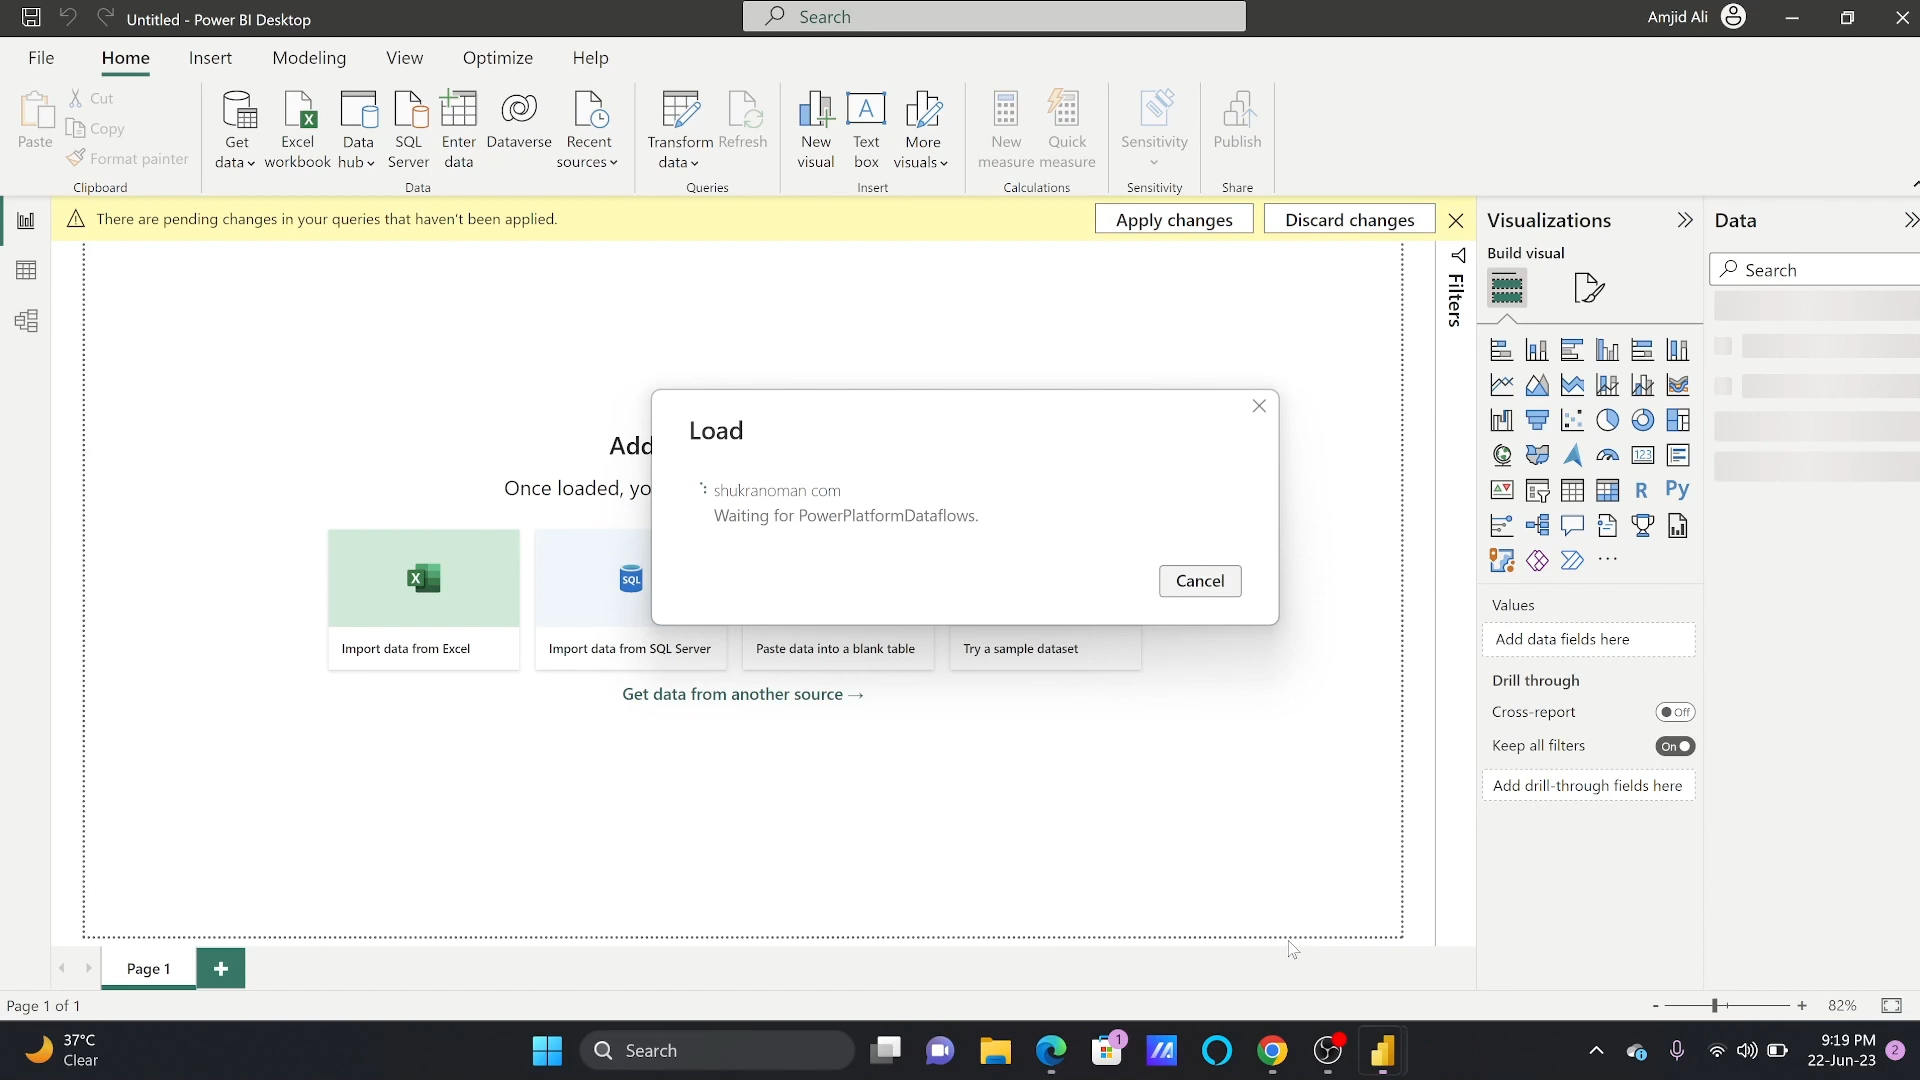 Untitled - Power BI Desktop
Search
Amjid Ali
File
Home
Insert
Modeling
View
Optimize
Help
Paste
Cut
Copy
Format painter
Clipboard
Get data
Excel workbook
Data hub
SQL Server
Enter data
Dataverse
Recent sources
Data
Transform data
Refresh
Queries
New visual
Text box
More visuals
Insert
New measure
Quick measure
Calculations
Sensitivity
Sensitivity
Publish
Share
There are pending changes in your queries that haven't been applied.
Apply changes
Discard changes
Filters
Visualizations
Build visual
Data
Search
Add
Once loaded, yo
Load
shukranoman com
Waiting for PowerPlatformDataflows.
Cancel
SQL
Import data from Excel
Import data from SQL Server
Paste data into a blank table
Try a sample dataset
Get data from another source →
123
R
Py
Values
Add data fields here
Drill through
Cross-report
Off
Keep all filters
On
Add drill-through fields here
Page 1
Page 1 of 1
82%
37°C
Clear
Search
1
9:19 PM
22-Jun-23
2